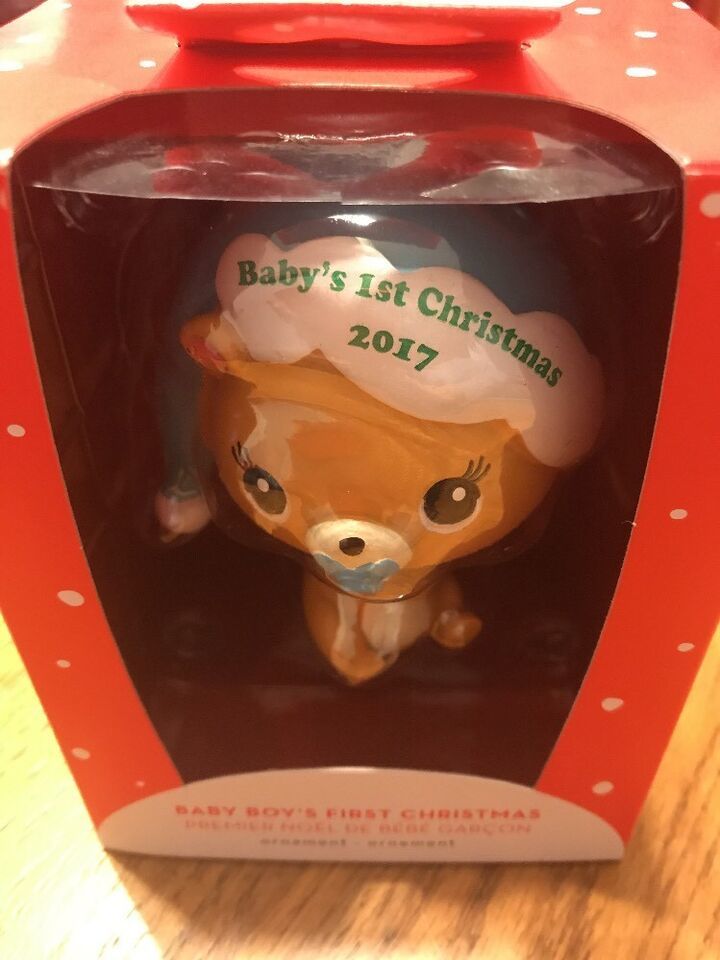 Baby's 1st Christmas
2017
BABY BOY'S FIRST CHRISTMAS
PREMIER NOËL DE BÉBÉ GARÇON
ornament - ornement